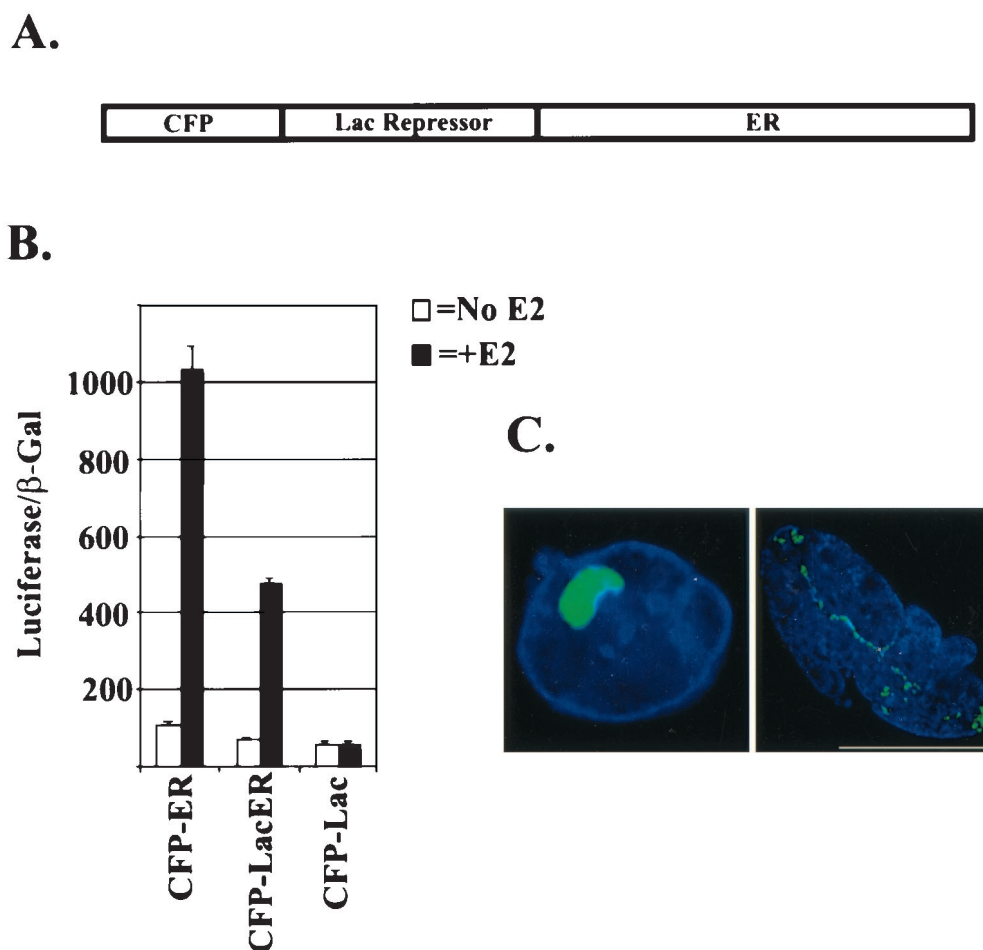 A.
CFP Lac Repressor ER
B.
□=No E2
■=+E2
Luciferase/β-Gal
1000
800
600
400
200
CFP-ER
CFP-LacER
CFP-Lac
C.